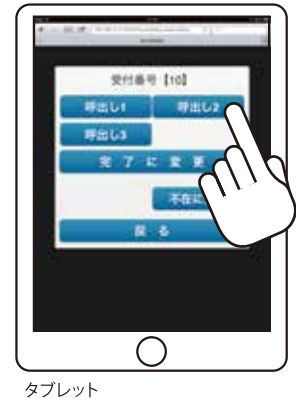 受付番号【10】
呼出し1 呼出し2
呼出し3
完了に変更
不在に
戻る
タブレット